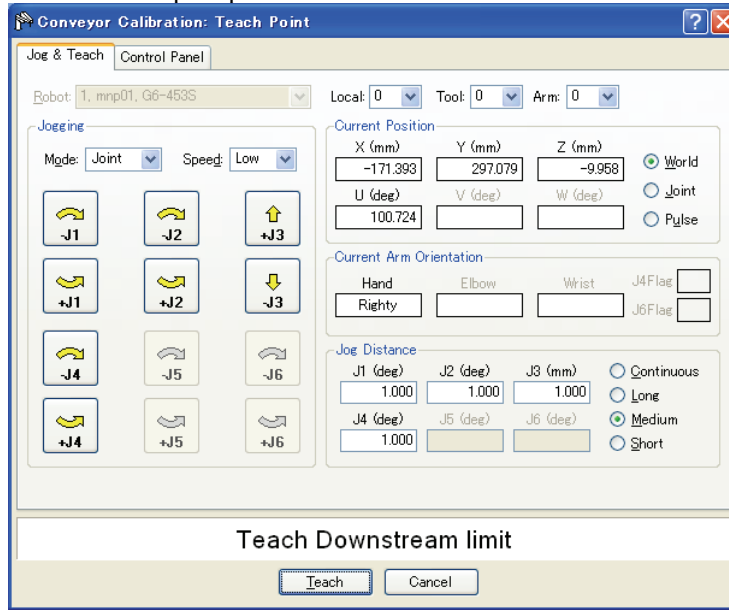 Conveyor Calibration: Teach Point
Jog & Teach Control Panel
Robot: 1, mnp01, G6-453S Local: 0 Tool: 0 Arm: 0
Jogging
Mode: Joint Speed: Low
-J1 -J2 +J3
+J1 +J2 -J3
-J4 -J5 -J6
+J4 +J5 +J6
Current Position
X (mm) Y (mm) Z (mm)
-171.393 297.079 -9.958
U (deg) V (deg) W (deg)
100.724
World
Joint
Pulse
Current Arm Orientation
Hand Elbow Wrist J4Flag
Righty J6Flag
Jog Distance
J1 (deg) J2 (deg) J3 (mm)
1.000 1.000 1.000
J4 (deg) J5 (deg) J6 (deg)
1.000
Continuous
Long
Medium
Short
Teach Downstream limit
Teach Cancel